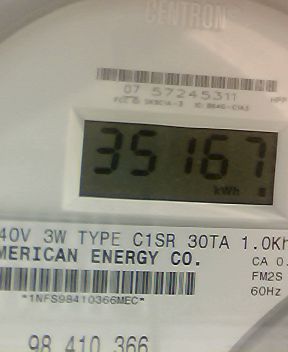 CENTRON
07 57245311
35167
kWh
40V 3W TYPE C1SR 30TA 1.0Kh
MERICAN ENERGY CO.
CA 0.
FM2S
60Hz
*1NFS98410366MEC*
98 410 366